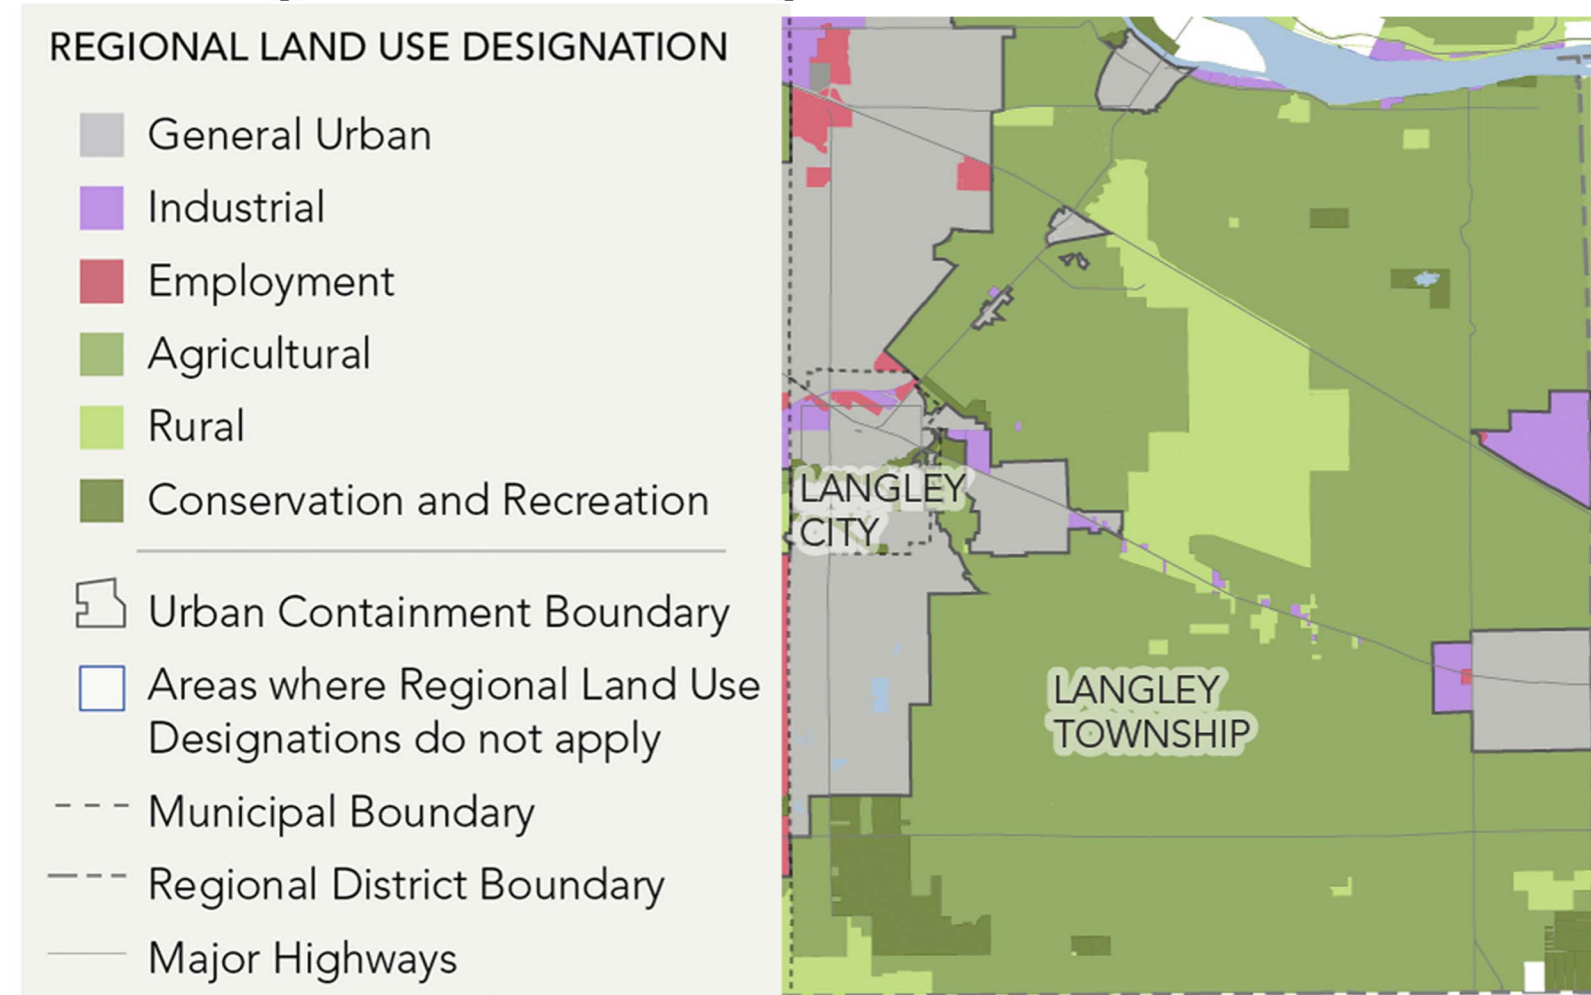 REGIONAL LAND USE DESIGNATION
General Urban
Industrial
Employment
Agricultural
Rural
Conservation and Recreation
Urban Containment Boundary
Areas where Regional Land Use
Designations do not apply
Municipal Boundary
Regional District Boundary
Major Highways
LANGLEY
CITY
LANGLEY
TOWNSHIP